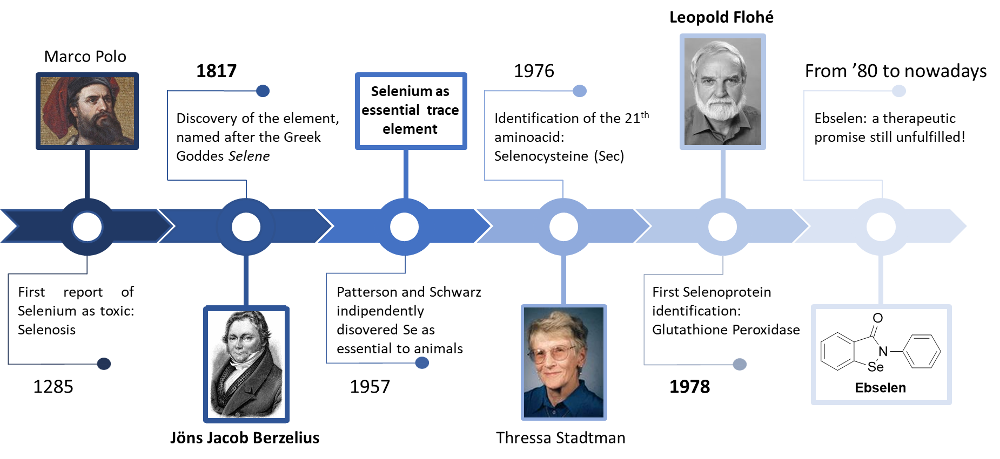 Marco Polo
First report of
Selenium as toxic:
Selenosis
1285
1817
Discovery of the element,
named after the Greek
Goddes Selene
Jöns Jacob Berzelius
Selenium as
essential trace
element
Patterson and Schwarz
indipendently
disovered Se as
essential to animals
1957
1976
Identification of the 21th
aminoacid:
Selenocysteine (Sec)
Thressa Stadtman
Leopold Flohé
First Selenoprotein
identification:
Glutathione Peroxidase
1978
From ’80 to nowadays
Ebselen: a therapeutic
promise still unfulfilled!
O
N
Se
Ebselen